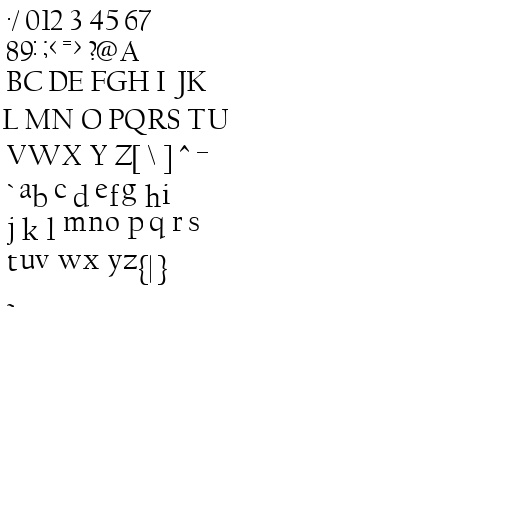 ./ 012 3 45 67
89: ;< = > ?@ A
BC DE FGH I JK
L MN O PQRS TU
VWX Y Z[ \ ] ^ _
`ab c d efg hi
j k l mno pq r s
tuv wx yz{|}
~